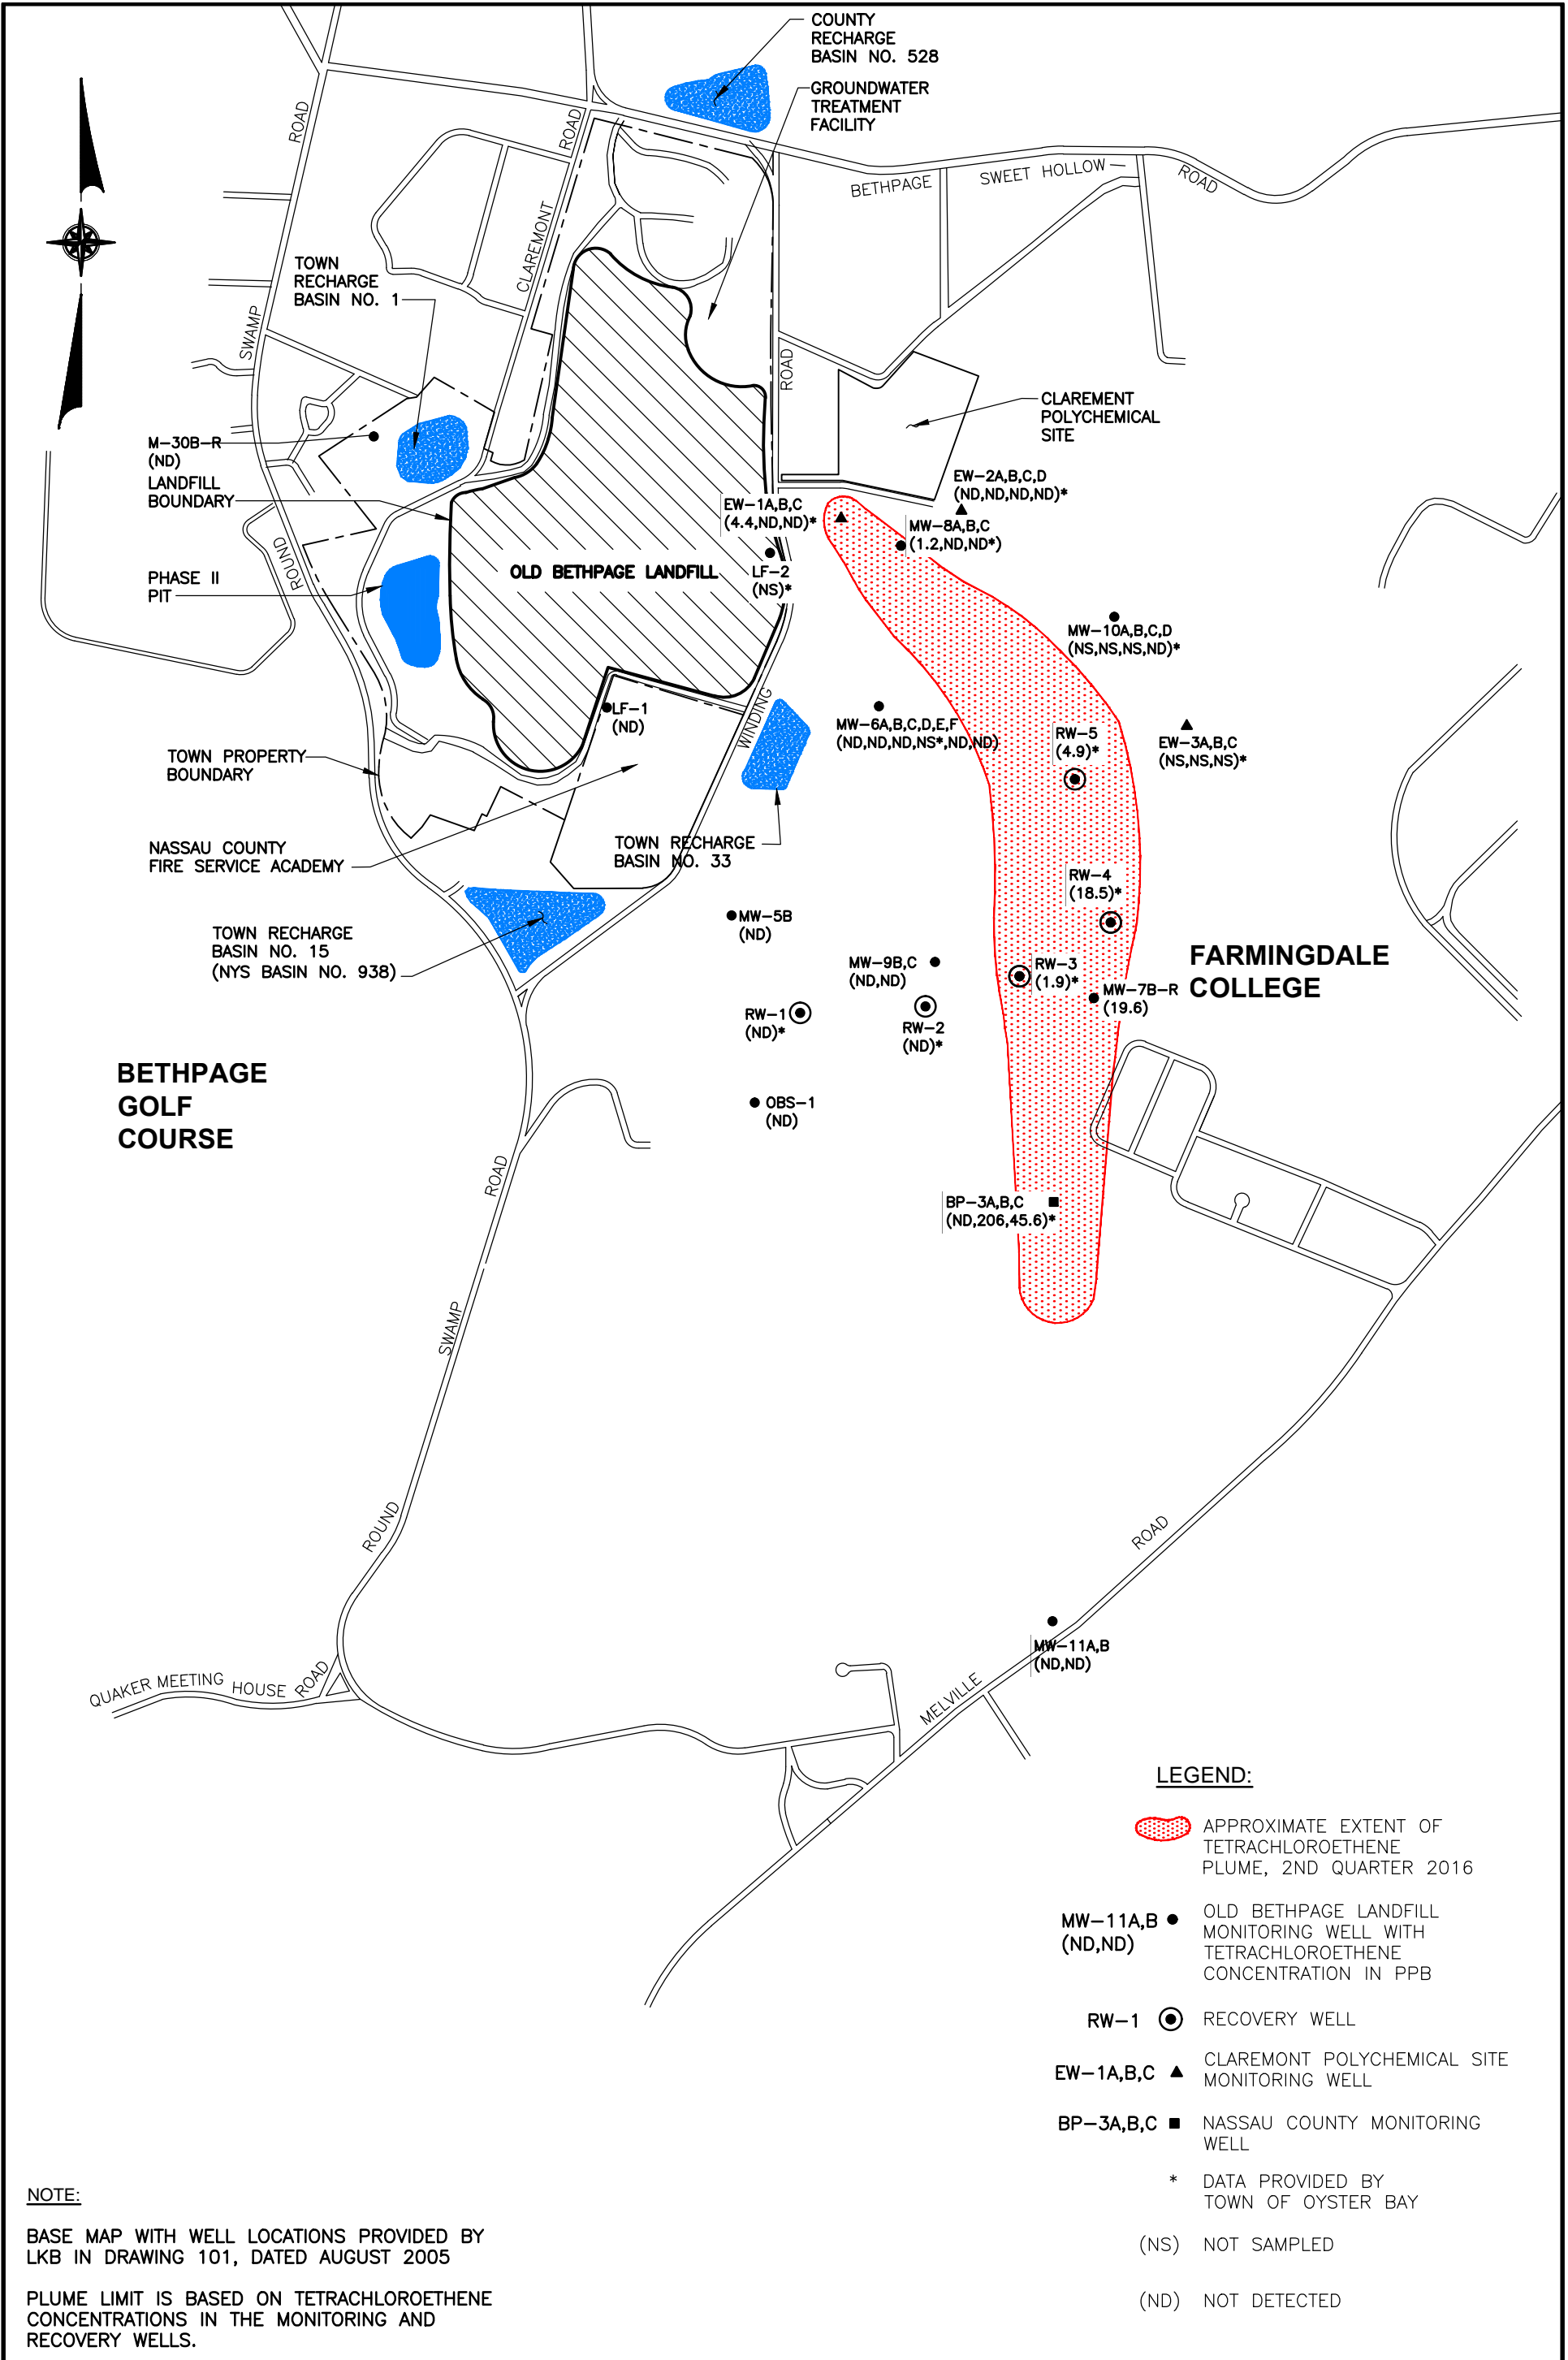 COUNTY
RECHARGE
BASIN NO. 528
GROUNDWATER
TREATMENT
FACILITY
ROAD
ROAD
BETHPAGE
SWEET HOLLOW
ROAD
CLAREMONT
TOWN
RECHARGE
BASIN NO. 1
SWAMP
ROAD
CLAREMENT
POLYCHEMICAL
SITE
M-30B-R
(ND)
LANDFILL
BOUNDARY
EW-2A,B,C,D
(ND,ND,ND,ND)*
EW-1A,B,C
(4.4,ND,ND)*
MW-8A,B,C
(1.2,ND,ND*)
ROUND
PHASE II
PIT
OLD BETHPAGE LANDFILL
LF-2
(NS)*
MW-10A,B,C,D
(NS,NS,NS,ND)*
LF-1
(ND)
WINDING
MW-6A,B,C,D,E,F
(ND,ND,ND,NS*,ND,ND)
RW-5
(4.9)*
EW-3A,B,C
(NS,NS,NS)*
TOWN PROPERTY
BOUNDARY
NASSAU COUNTY
FIRE SERVICE ACADEMY
TOWN RECHARGE
BASIN NO. 33
RW-4
(18.5)*
TOWN RECHARGE
BASIN NO. 15
(NYS BASIN NO. 938)
MW-5B
(ND)
MW-9B,C
(ND,ND)
RW-3
(1.9)*
FARMINGDALE
COLLEGE
MW-7B-R
(19.6)
RW-1
(ND)*
RW-2
(ND)*
BETHPAGE
GOLF
COURSE
OBS-1
(ND)
ROAD
BP-3A,B,C
(ND,206,45.6)*
SWAMP
ROUND
ROAD
MW-11A,B
(ND,ND)
QUAKER MEETING HOUSE ROAD
MELVILLE
LEGEND:
APPROXIMATE EXTENT OF
TETRACHLOROETHENE
PLUME, 2ND QUARTER 2016
MW-11A,B
(ND,ND)
OLD BETHPAGE LANDFILL
MONITORING WELL WITH
TETRACHLOROETHENE
CONCENTRATION IN PPB
RW-1
RECOVERY WELL
EW-1A,B,C
CLAREMONT POLYCHEMICAL SITE
MONITORING WELL
BP-3A,B,C
NASSAU COUNTY MONITORING
WELL
* DATA PROVIDED BY
TOWN OF OYSTER BAY
(NS) NOT SAMPLED
(ND) NOT DETECTED
NOTE:
BASE MAP WITH WELL LOCATIONS PROVIDED BY
LKB IN DRAWING 101, DATED AUGUST 2005
PLUME LIMIT IS BASED ON TETRACHLOROETHENE
CONCENTRATIONS IN THE MONITORING AND
RECOVERY WELLS.